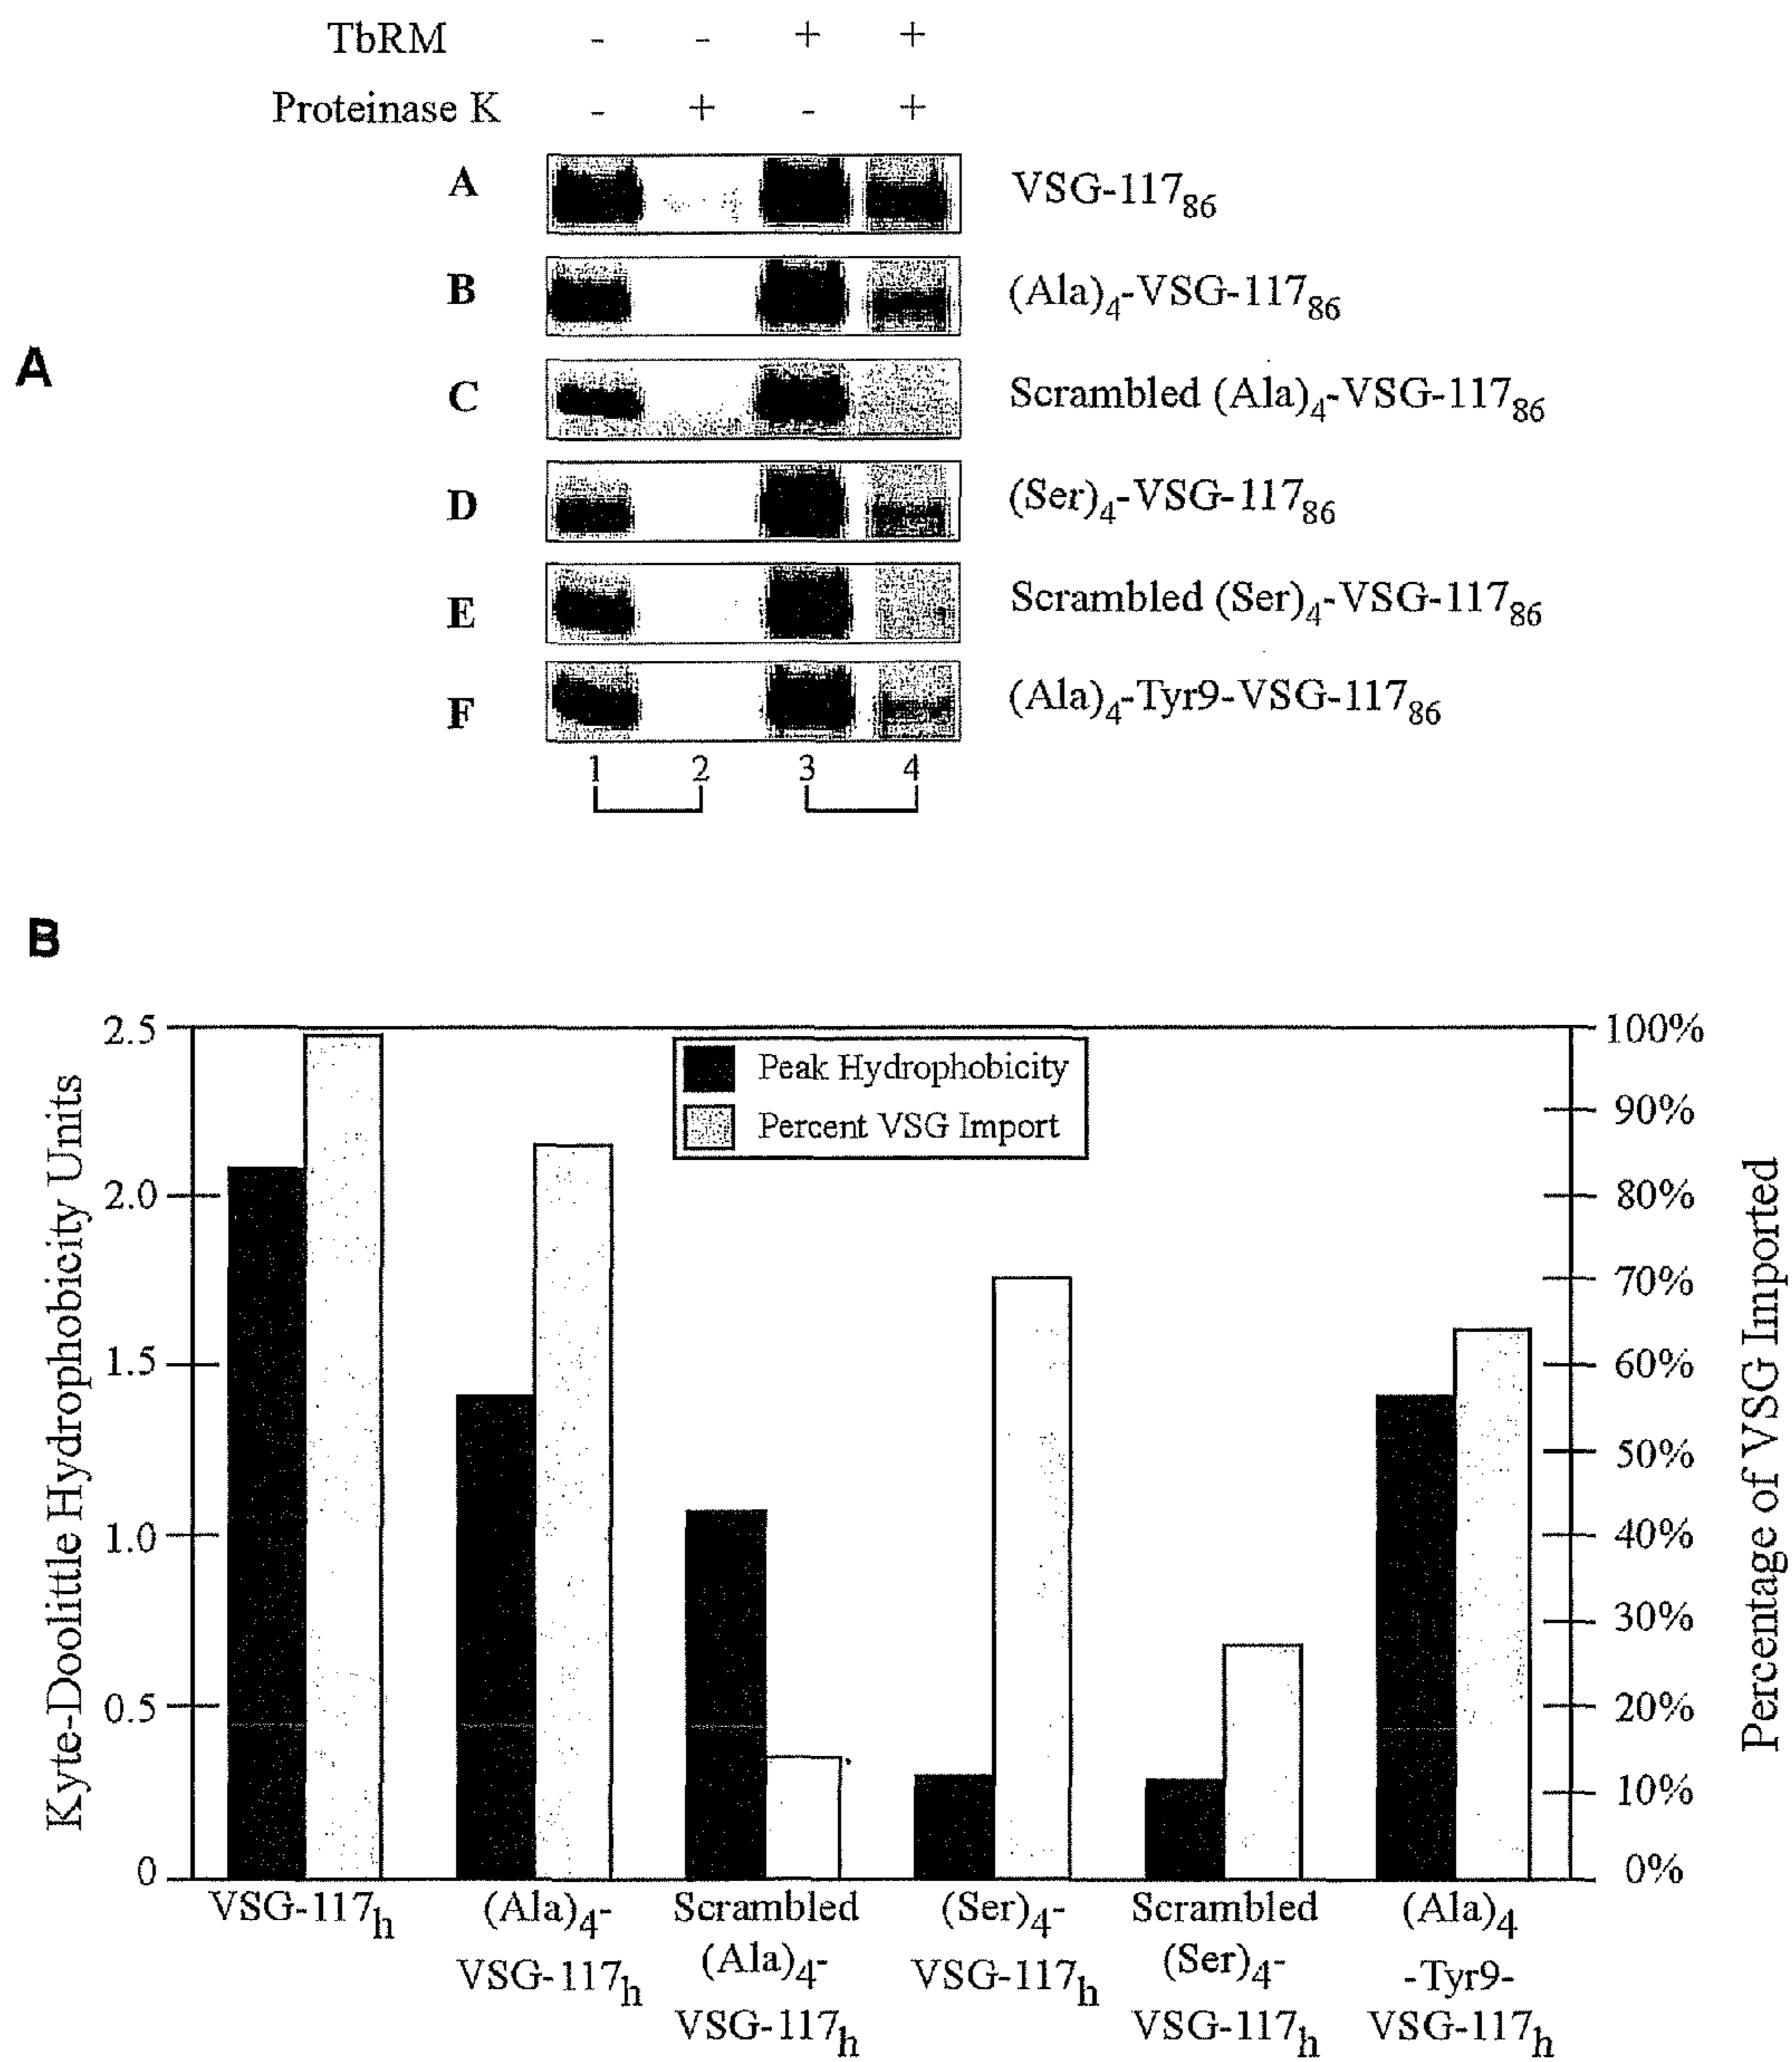 TbRM - - + +
Proteinase K - + - +
A
A VSG-117₈₆
B (Ala)₄-VSG-117₈₆
C Scrambled (Ala)₄-VSG-117₈₆
D (Ser)₄-VSG-117₈₆
E Scrambled (Ser)₄-VSG-117₈₆
F (Ala)₄-Tyr9-VSG-117₈₆
1 2 3 4
B
Kyte-Doolittle Hydrophobicity Units
2.5
2.0
1.5
1.0
0.5
0
Peak Hydrophobicity
Percent VSG Import
100%
90%
80%
70%
60%
50%
40%
30%
20%
10%
0%
Percentage of VSG Imported
VSG-117h
(Ala)₄-
VSG-117h
Scrambled
(Ala)₄-
VSG-117h
(Ser)₄-
VSG-117h
Scrambled
(Ser)₄-
VSG-117h
(Ala)₄
-Tyr9-
VSG-117h